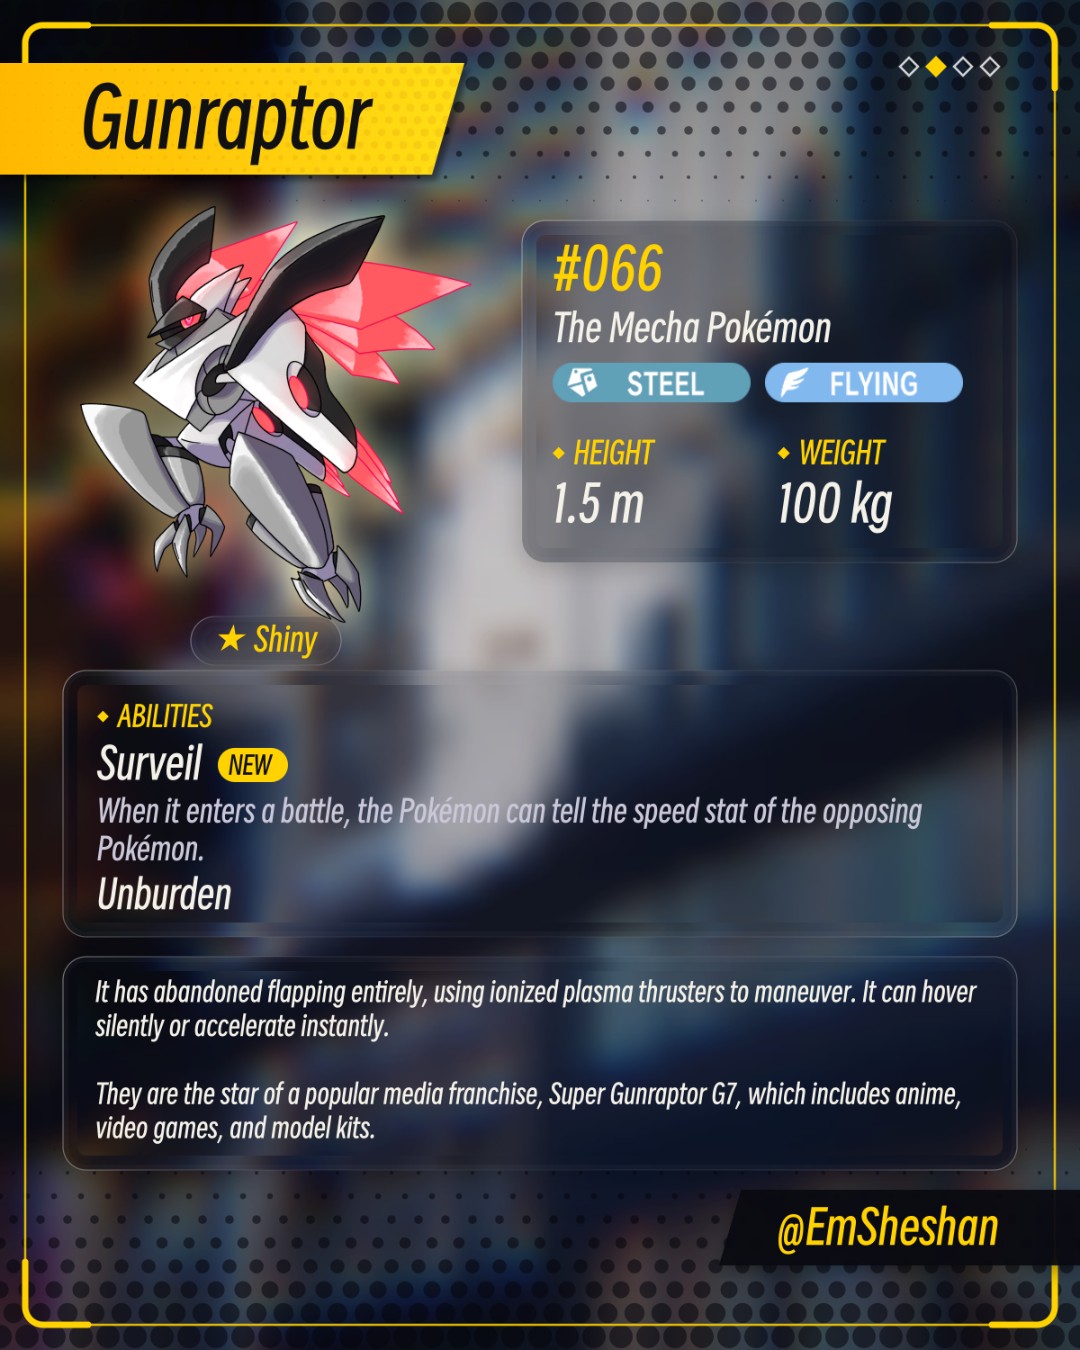 Gunraptor
#066
The Mecha Pokémon
STEEL
FLYING
HEIGHT
WEIGHT
1.5 m
100 kg
Shiny
ABILITIES
Surveil NEW
When it enters a battle, the Pokémon can tell the speed stat of the opposing
Pokémon.
Unburden
It has abandoned flapping entirely, using ionized plasma thrusters to maneuver. It can hover
silently or accelerate instantly.
They are the star of a popular media franchise, Super Gunraptor G7, which includes anime,
video games, and model kits.
@EmSheshan